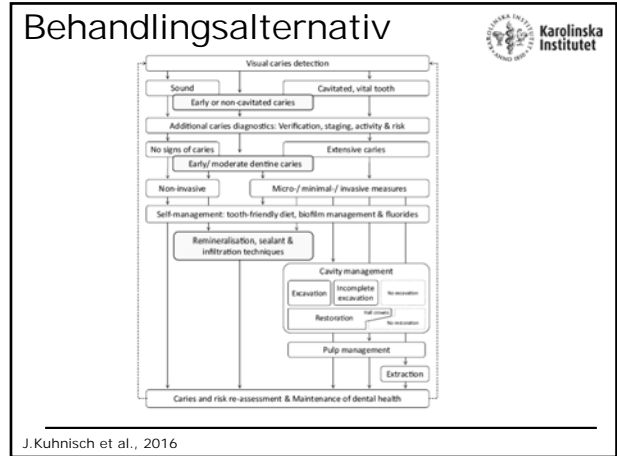 Behandlingsalternativ
KAROLINSKA INSTITUTET ANNO 1810
Karolinska
Institutet
Visual caries detection
Sound
Cavitated, vital tooth
Early or non-cavitated caries
Additional caries diagnostics: Verification, staging, activity & risk
No signs of caries
Extensive caries
Early/ moderate dentine caries
Non-invasive
Micro-/ minimal-/ invasive measures
Self-management: tooth-friendly diet, biofilm management & fluorides
Remineralisation, sealant &
infiltration techniques
Cavity management
Excavation
Incomplete
excavation
No excavation
Restoration
Hall crowns
No restoration
Pulp management
Extraction
Caries and risk re-assessment & Maintenance of dental health
J.Kuhnisch et al., 2016